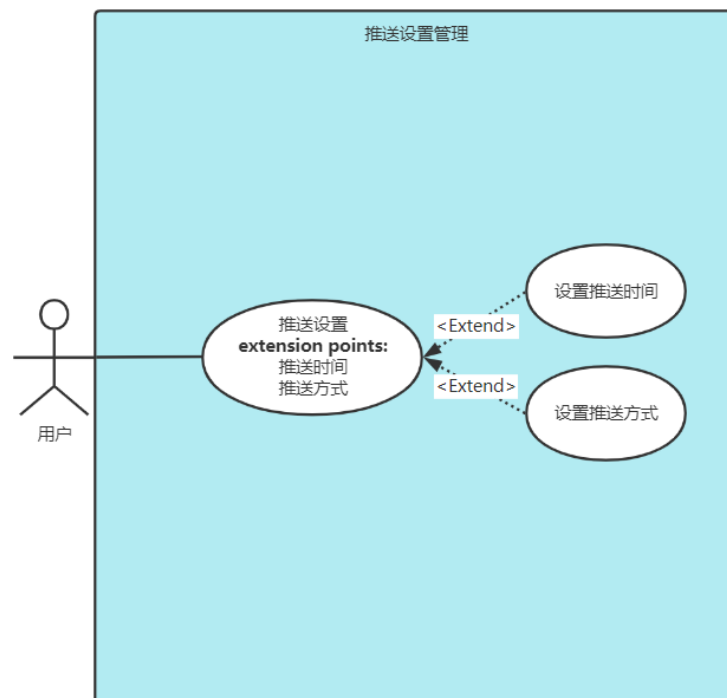 推送设置管理
设置推送时间
<Extend>
推送设置
extension points:
推送时间
推送方式
<Extend>
设置推送方式
用户